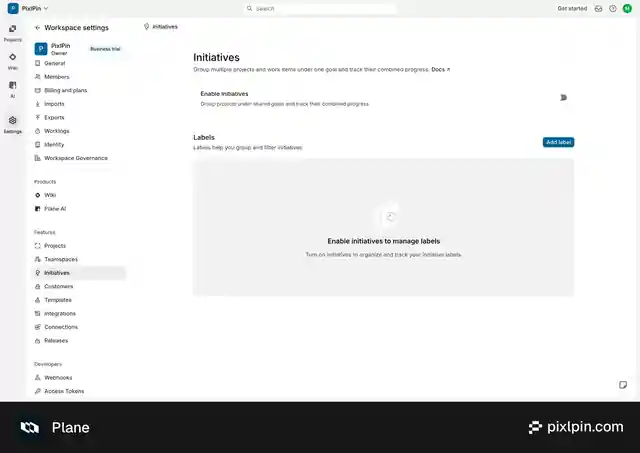 P PixlPin
Search
Get started
M
Projects
Wiki
AI
Settings
Workspace settings
P PixlPin
Owner
Business trial
General
Members
Billing and plans
Imports
Exports
Worklogs
Identity
Workspace Governance
Products
Wiki
Plane AI
Features
Projects
Teamspaces
Initiatives
Customers
Templates
Integrations
Connections
Releases
Developers
Webhooks
Access Tokens
Initiatives
Initiatives
Group multiple projects and work items under one goal and track their combined progress. Docs ↗
Enable Initiatives
Group projects under shared goals and track their combined progress.
Labels
Labels help you group and filter initiatives.
Add label
Enable initiatives to manage labels
Turn on initiatives to organize and track your initiative labels.
Plane
pixlpin.com